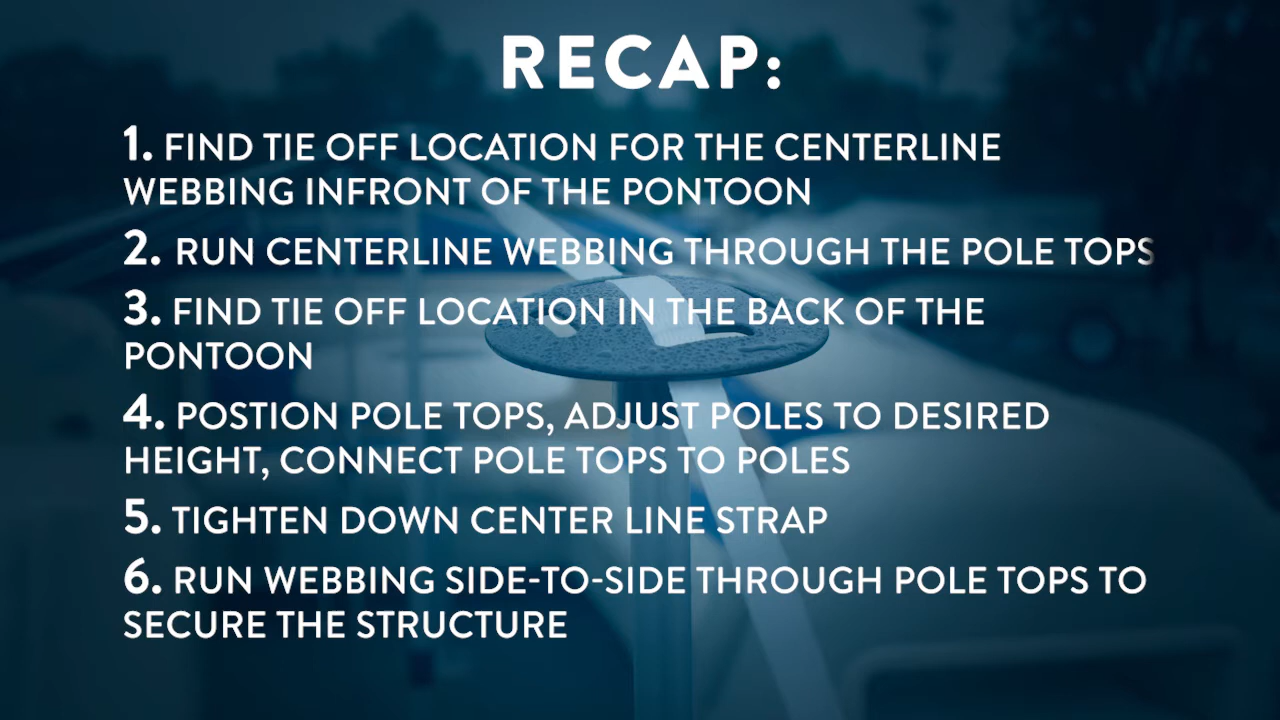 RECAP:
1. FIND TIE OFF LOCATION FOR THE CENTERLINE
WEBBING INFRONT OF THE PONTOON
2. RUN CENTERLINE WEBBING THROUGH THE POLE TOPS
3. FIND TIE OFF LOCATION IN THE BACK OF THE
PONTOON
4. POSTION POLE TOPS, ADJUST POLES TO DESIRED
HEIGHT, CONNECT POLE TOPS TO POLES
5. TIGHTEN DOWN CENTER LINE STRAP
6. RUN WEBBING SIDE-TO-SIDE THROUGH POLE TOPS TO
SECURE THE STRUCTURE